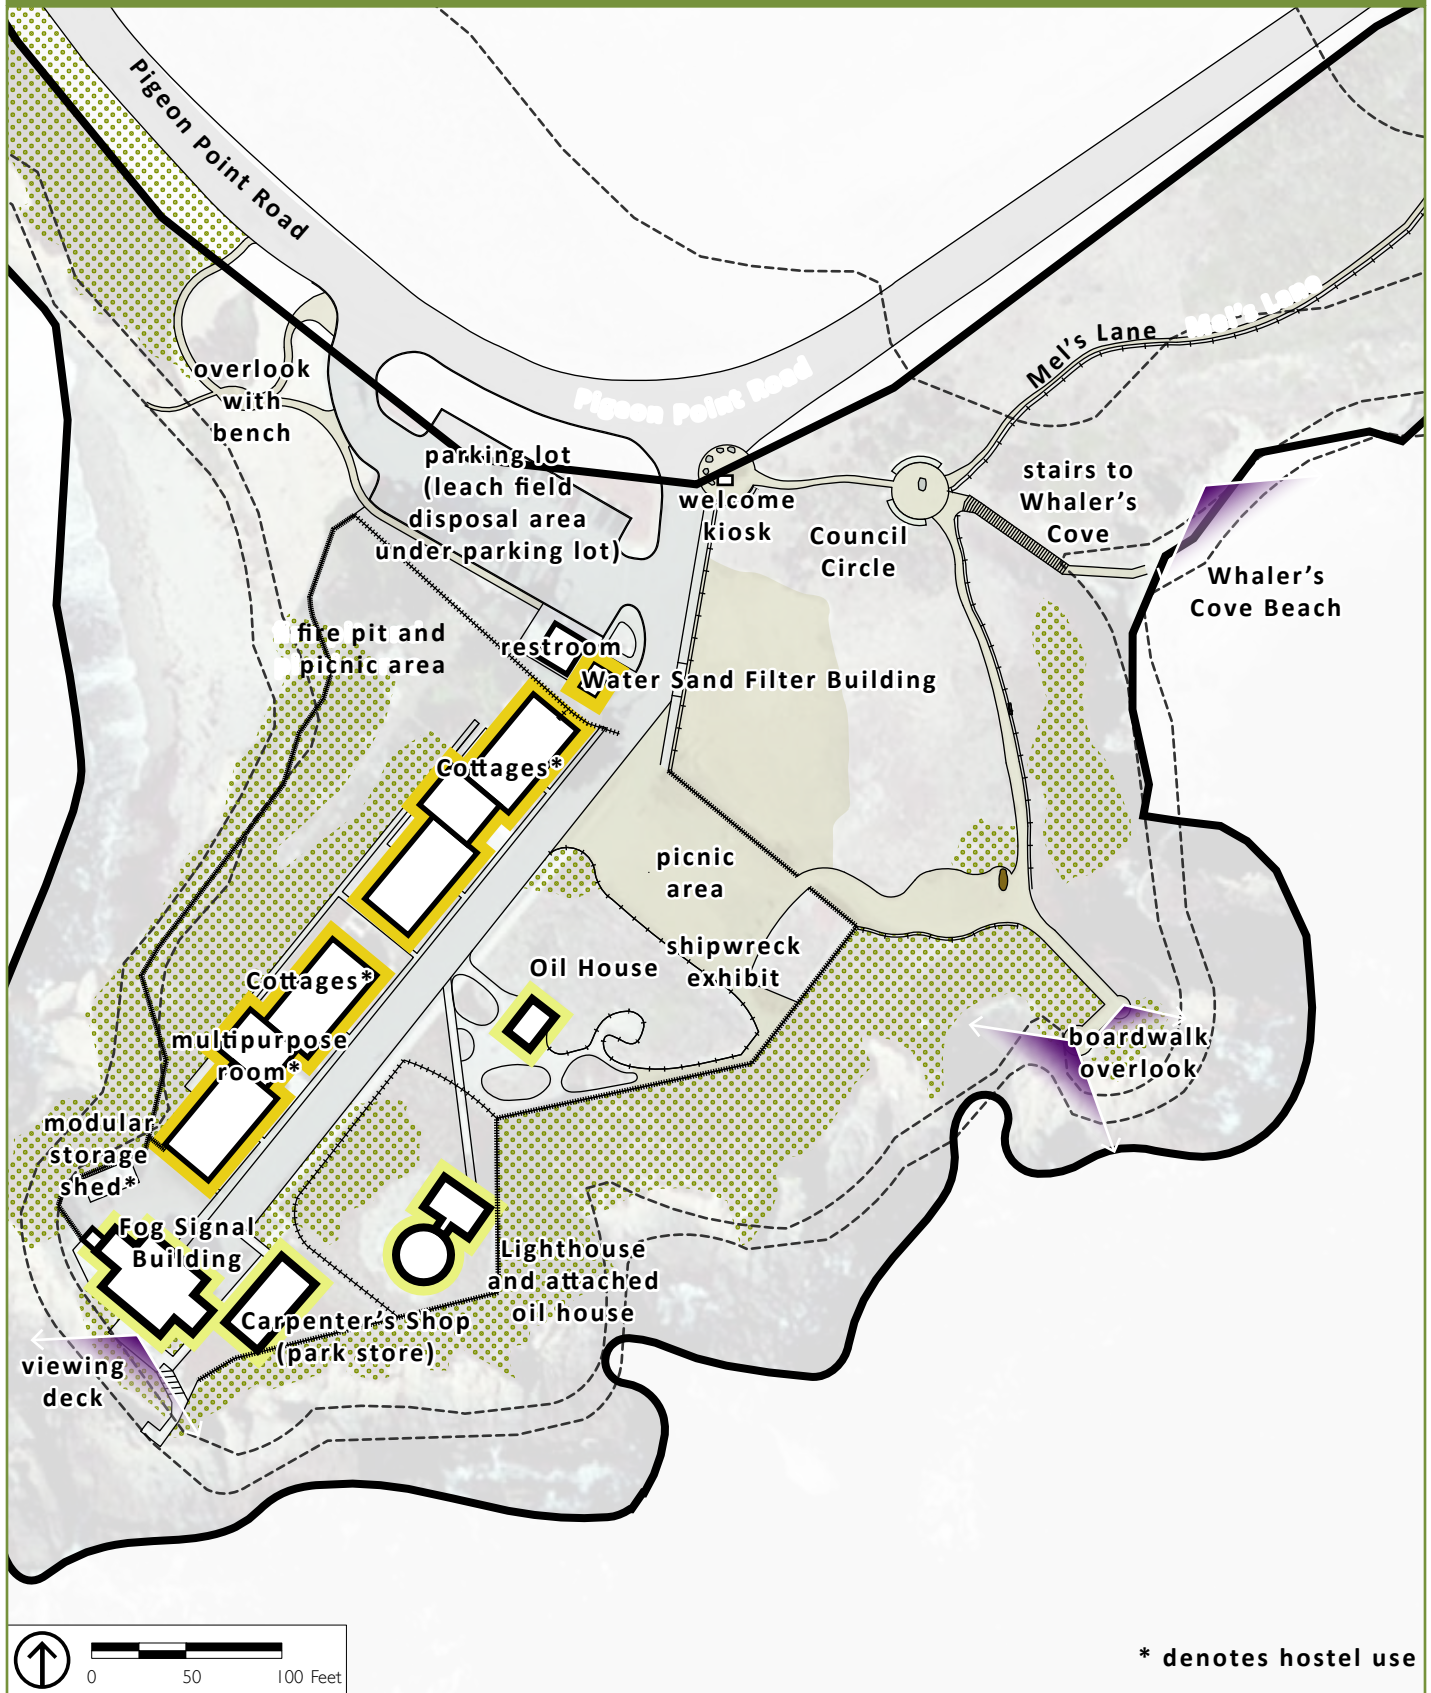 Pigeon Point Road
Mel's Lane
Mel's Lane
overlook
with
bench
Pigeon Point Road
parking lot
(leach field
disposal area
under parking lot)
welcome
kiosk
Council
Circle
stairs to
Whaler's
Cove
Whaler's
Cove Beach
fire pit and
picnic area
restroom
Water Sand Filter Building
Cottages*
picnic
area
shipwreck
exhibit
Oil House
Cottages*
multipurpose
room*
boardwalk
overlook
modular
storage
shed*
Fog Signal
Building
Lighthouse
and attached
oil house
Carpenter's Shop
(park store)
viewing
deck
0 50 100 Feet
* denotes hostel use